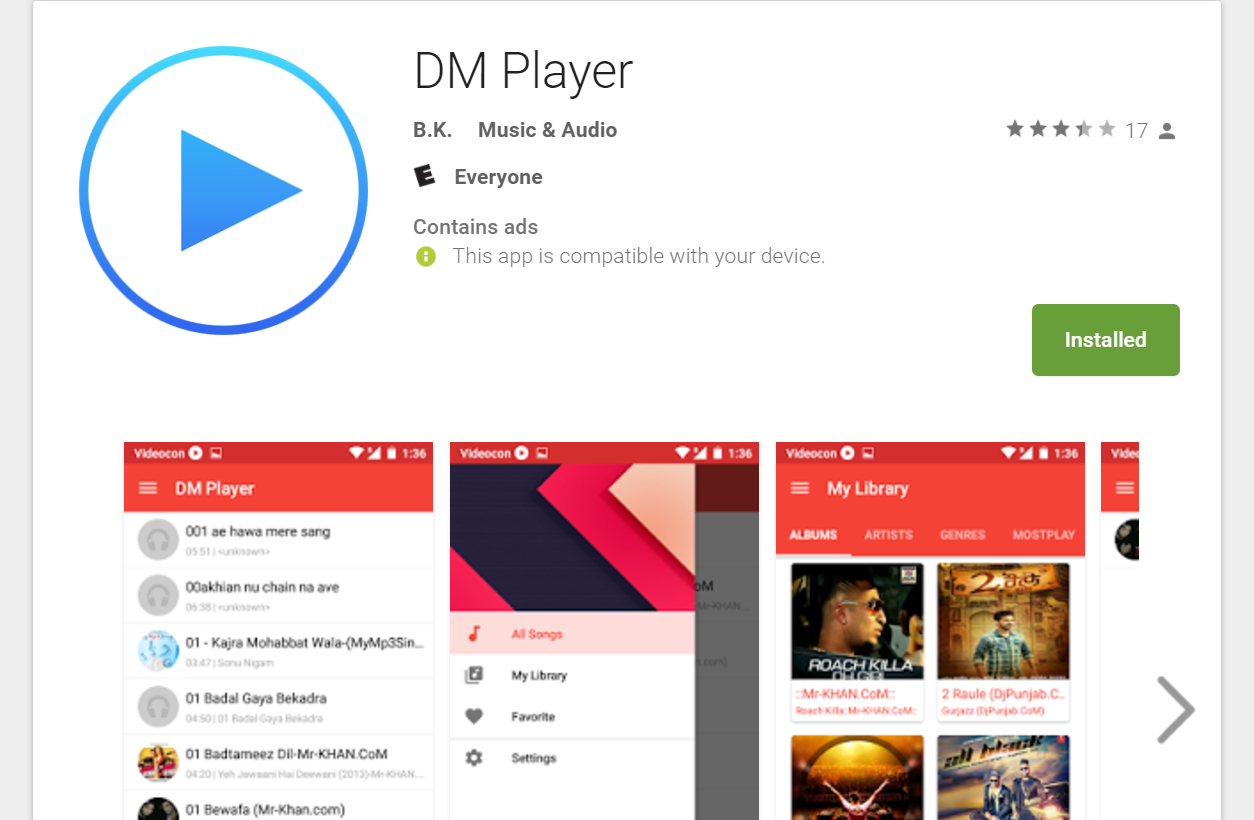 DM Player
B.K. Music & Audio
17
E Everyone
Contains ads
This app is compatible with your device.
Installed
Videocon 1:36
DM Player
001 ae hawa mere sang
05:51 | <unknown>
00akhian nu chain na ave
06:38 | <unknown>
01 - Kajra Mohabbat Wala-(MyMp3Sin...
03:47 | Sonu Nigam
01 Badal Gaya Bekadra
04:50 | 01 Badal Gaya Bekadra
01 Badtameez Dil-Mr-KHAN.CoM
04:20 | Yeh Jawaani Hai Deewani (2013)-Mr-KHAN....
01 Bewafa (Mr-Khan.com)
Videocon 1:36
oM
-Mr-KHAN....
All Songs
n.com)
My Library
Favorite
Settings
Videocon 1:36
My Library
ALBUMS ARTISTS GENRES MOSTPLAY
ROACH KILLA
OH GIRL
::Mr-KHAN.CoM::
Roach Killa::Mr-KHAN.CoM::
2
2 Raule (DjPunjab.C..
Gurjazz (DjPunjab.CoM)
all black
Videoc